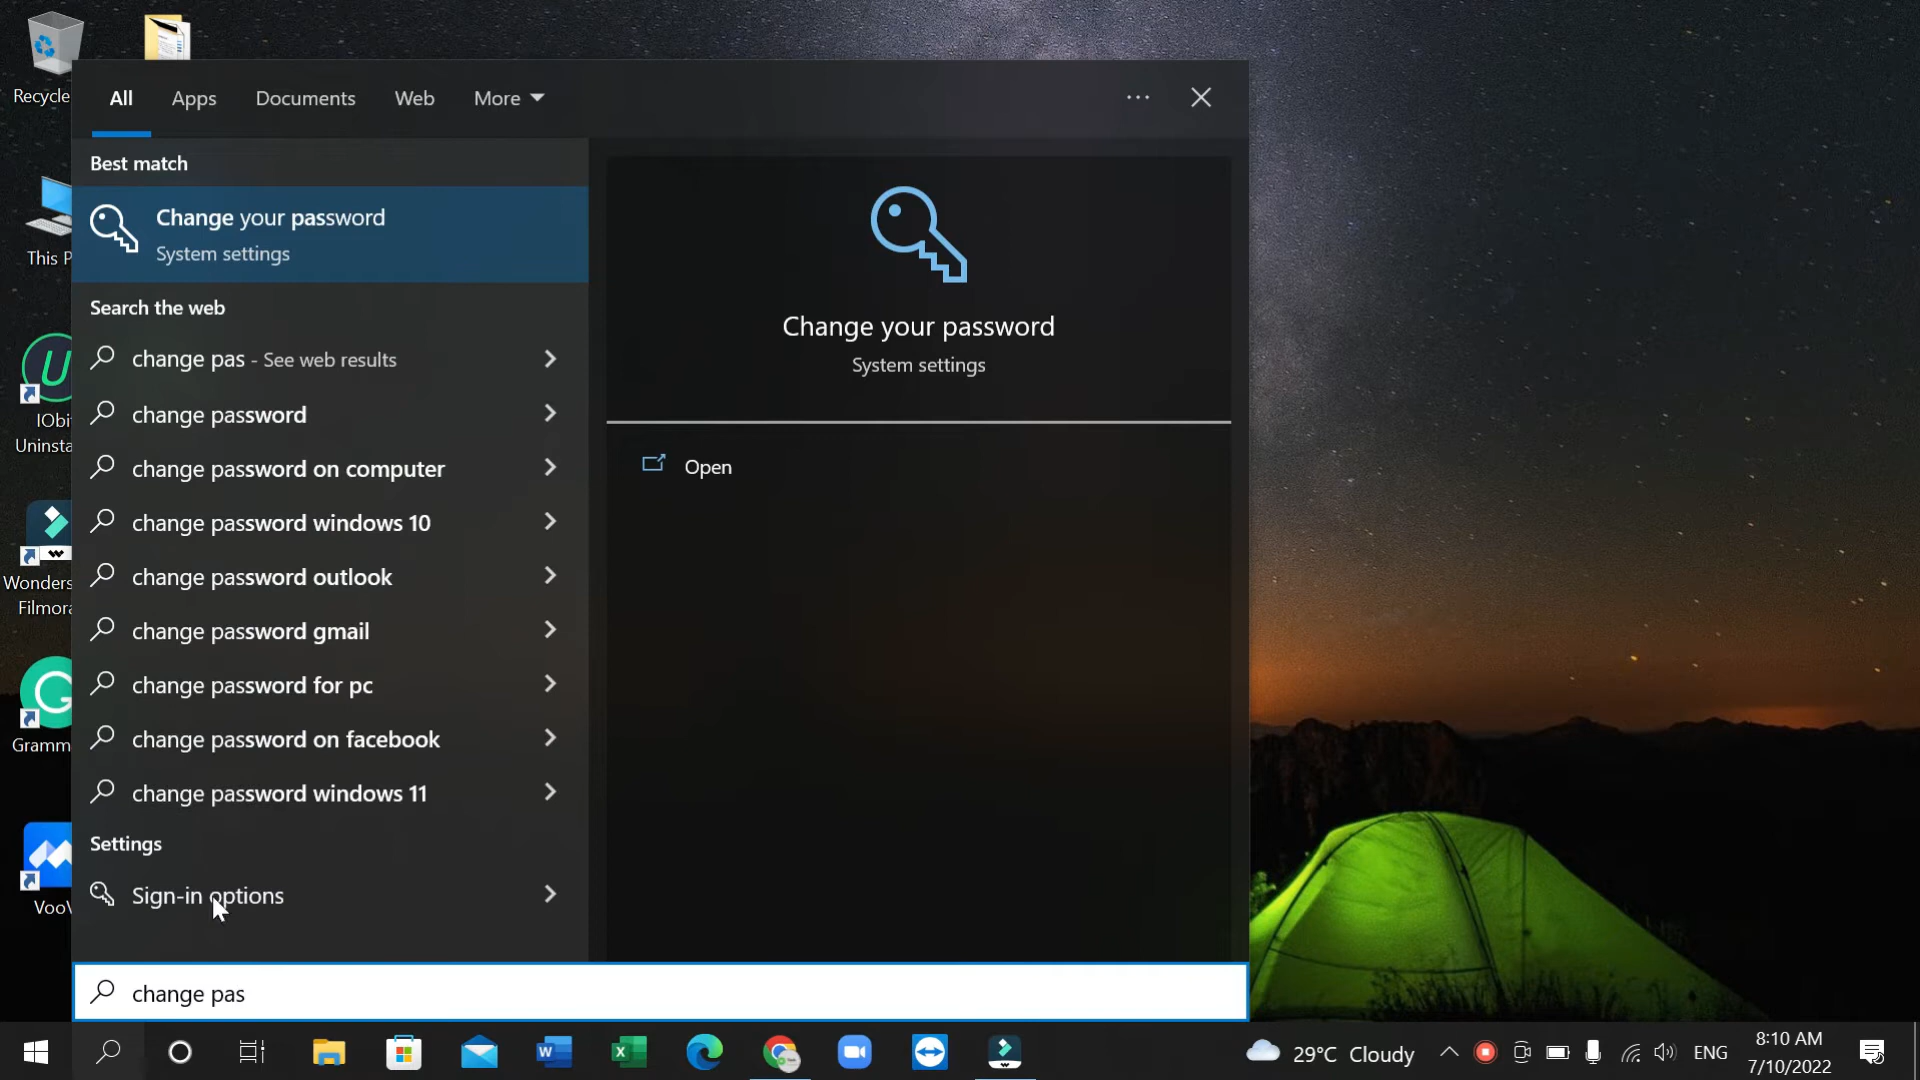 Recycle
All
Apps
Documents
Web
More
Best match
Change your password
System settings
Search the web
change pas - See web results
change password
change password on computer
change password windows 10
change password outlook
change password gmail
change password for pc
change password on facebook
change password windows 11
Settings
Sign-in options
change pas
Change your password
System settings
Open
This P
IObi
Uninsta
Wonders
Filmora
Gramm
VooV
29°C Cloudy
ENG
8:10 AM
7/10/2022